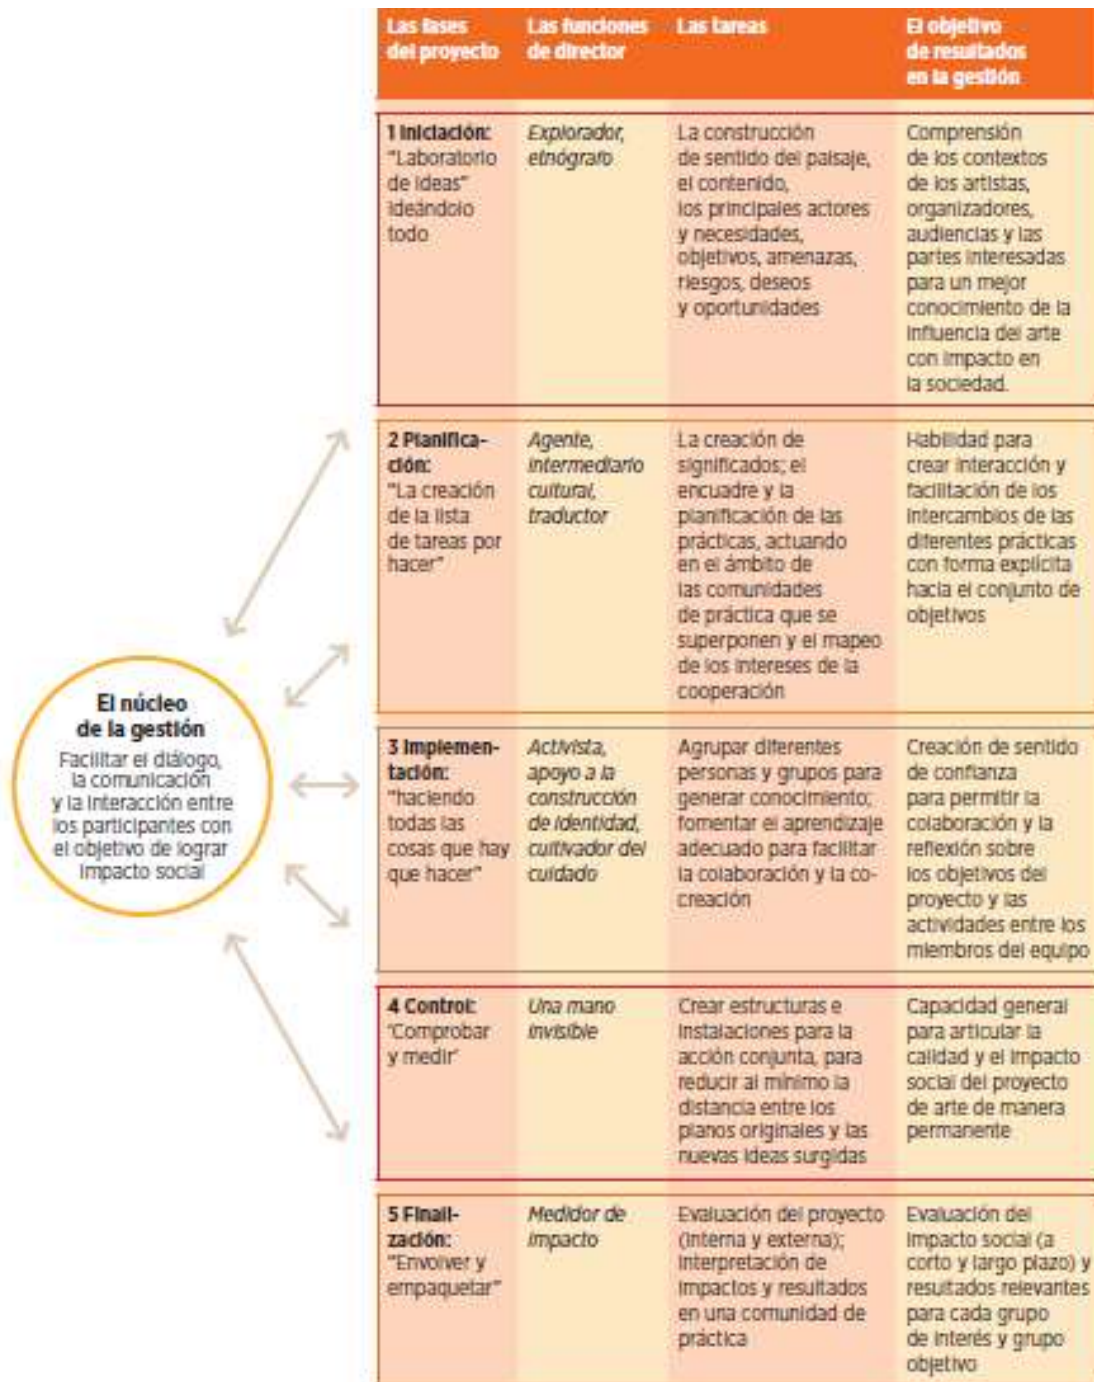 Las fases
del proyecto
Las funciones
de director
Las tareas
El objetivo
de resultados
en la gestión
1 Iniciación:
"Laboratorio
de ideas"
ideándolo
todo
Explorador,
etnógrafo
La construcción
de sentido del paisaje,
el contenido,
los principales actores
y necesidades,
objetivos, amenazas,
riesgos, deseos
y oportunidades
Comprensión
de los contextos
de los artistas,
organizadores,
audiencias y las
partes interesadas
para un mejor
conocimiento de la
influencia del arte
con impacto en
la sociedad.
2 Planifica-
ción:
"La creación
de la lista
de tareas por
hacer"
Agente,
intermediario
cultural,
traductor
La creación de
significados; el
encuadre y la
planificación de las
prácticas, actuando
en el ámbito de
las comunidades
de práctica que se
superponen y el mapeo
de los intereses de la
cooperación
Habilidad para
crear interacción y
facilitación de los
intercambios de las
diferentes prácticas
con forma explícita
hacia el conjunto de
objetivos
El núcleo
de la gestión
Facilitar el diálogo,
la comunicación
y la interacción entre
los participantes con
el objetivo de lograr
impacto social
3 Implemen-
tación:
"haciendo
todas las
cosas que hay
que hacer"
Activista,
apoyo a la
construcción
de identidad,
cultivador del
cuidado
Agrupar diferentes
personas y grupos para
generar conocimiento;
fomentar el aprendizaje
adecuado para facilitar
la colaboración y la co-
creación
Creación de sentido
de confianza
para permitir la
colaboración y la
reflexión sobre
los objetivos del
proyecto y las
actividades entre los
miembros del equipo
4 Control:
'Comprobar
y medir'
Una mano
invisible
Crear estructuras e
instalaciones para la
acción conjunta, para
reducir al mínimo la
distancia entre los
planos originales y las
nuevas ideas surgidas
Capacidad general
para articular la
calidad y el impacto
social del proyecto
de arte de manera
permanente
5 Finali-
zación:
"Envolver y
empaquetar"
Medidor de
impacto
Evaluación del proyecto
(interna y externa);
interpretación de
impactos y resultados
en una comunidad de
práctica
Evaluación del
impacto social (a
corto y largo plazo) y
resultados relevantes
para cada grupo
de interés y grupo
objetivo